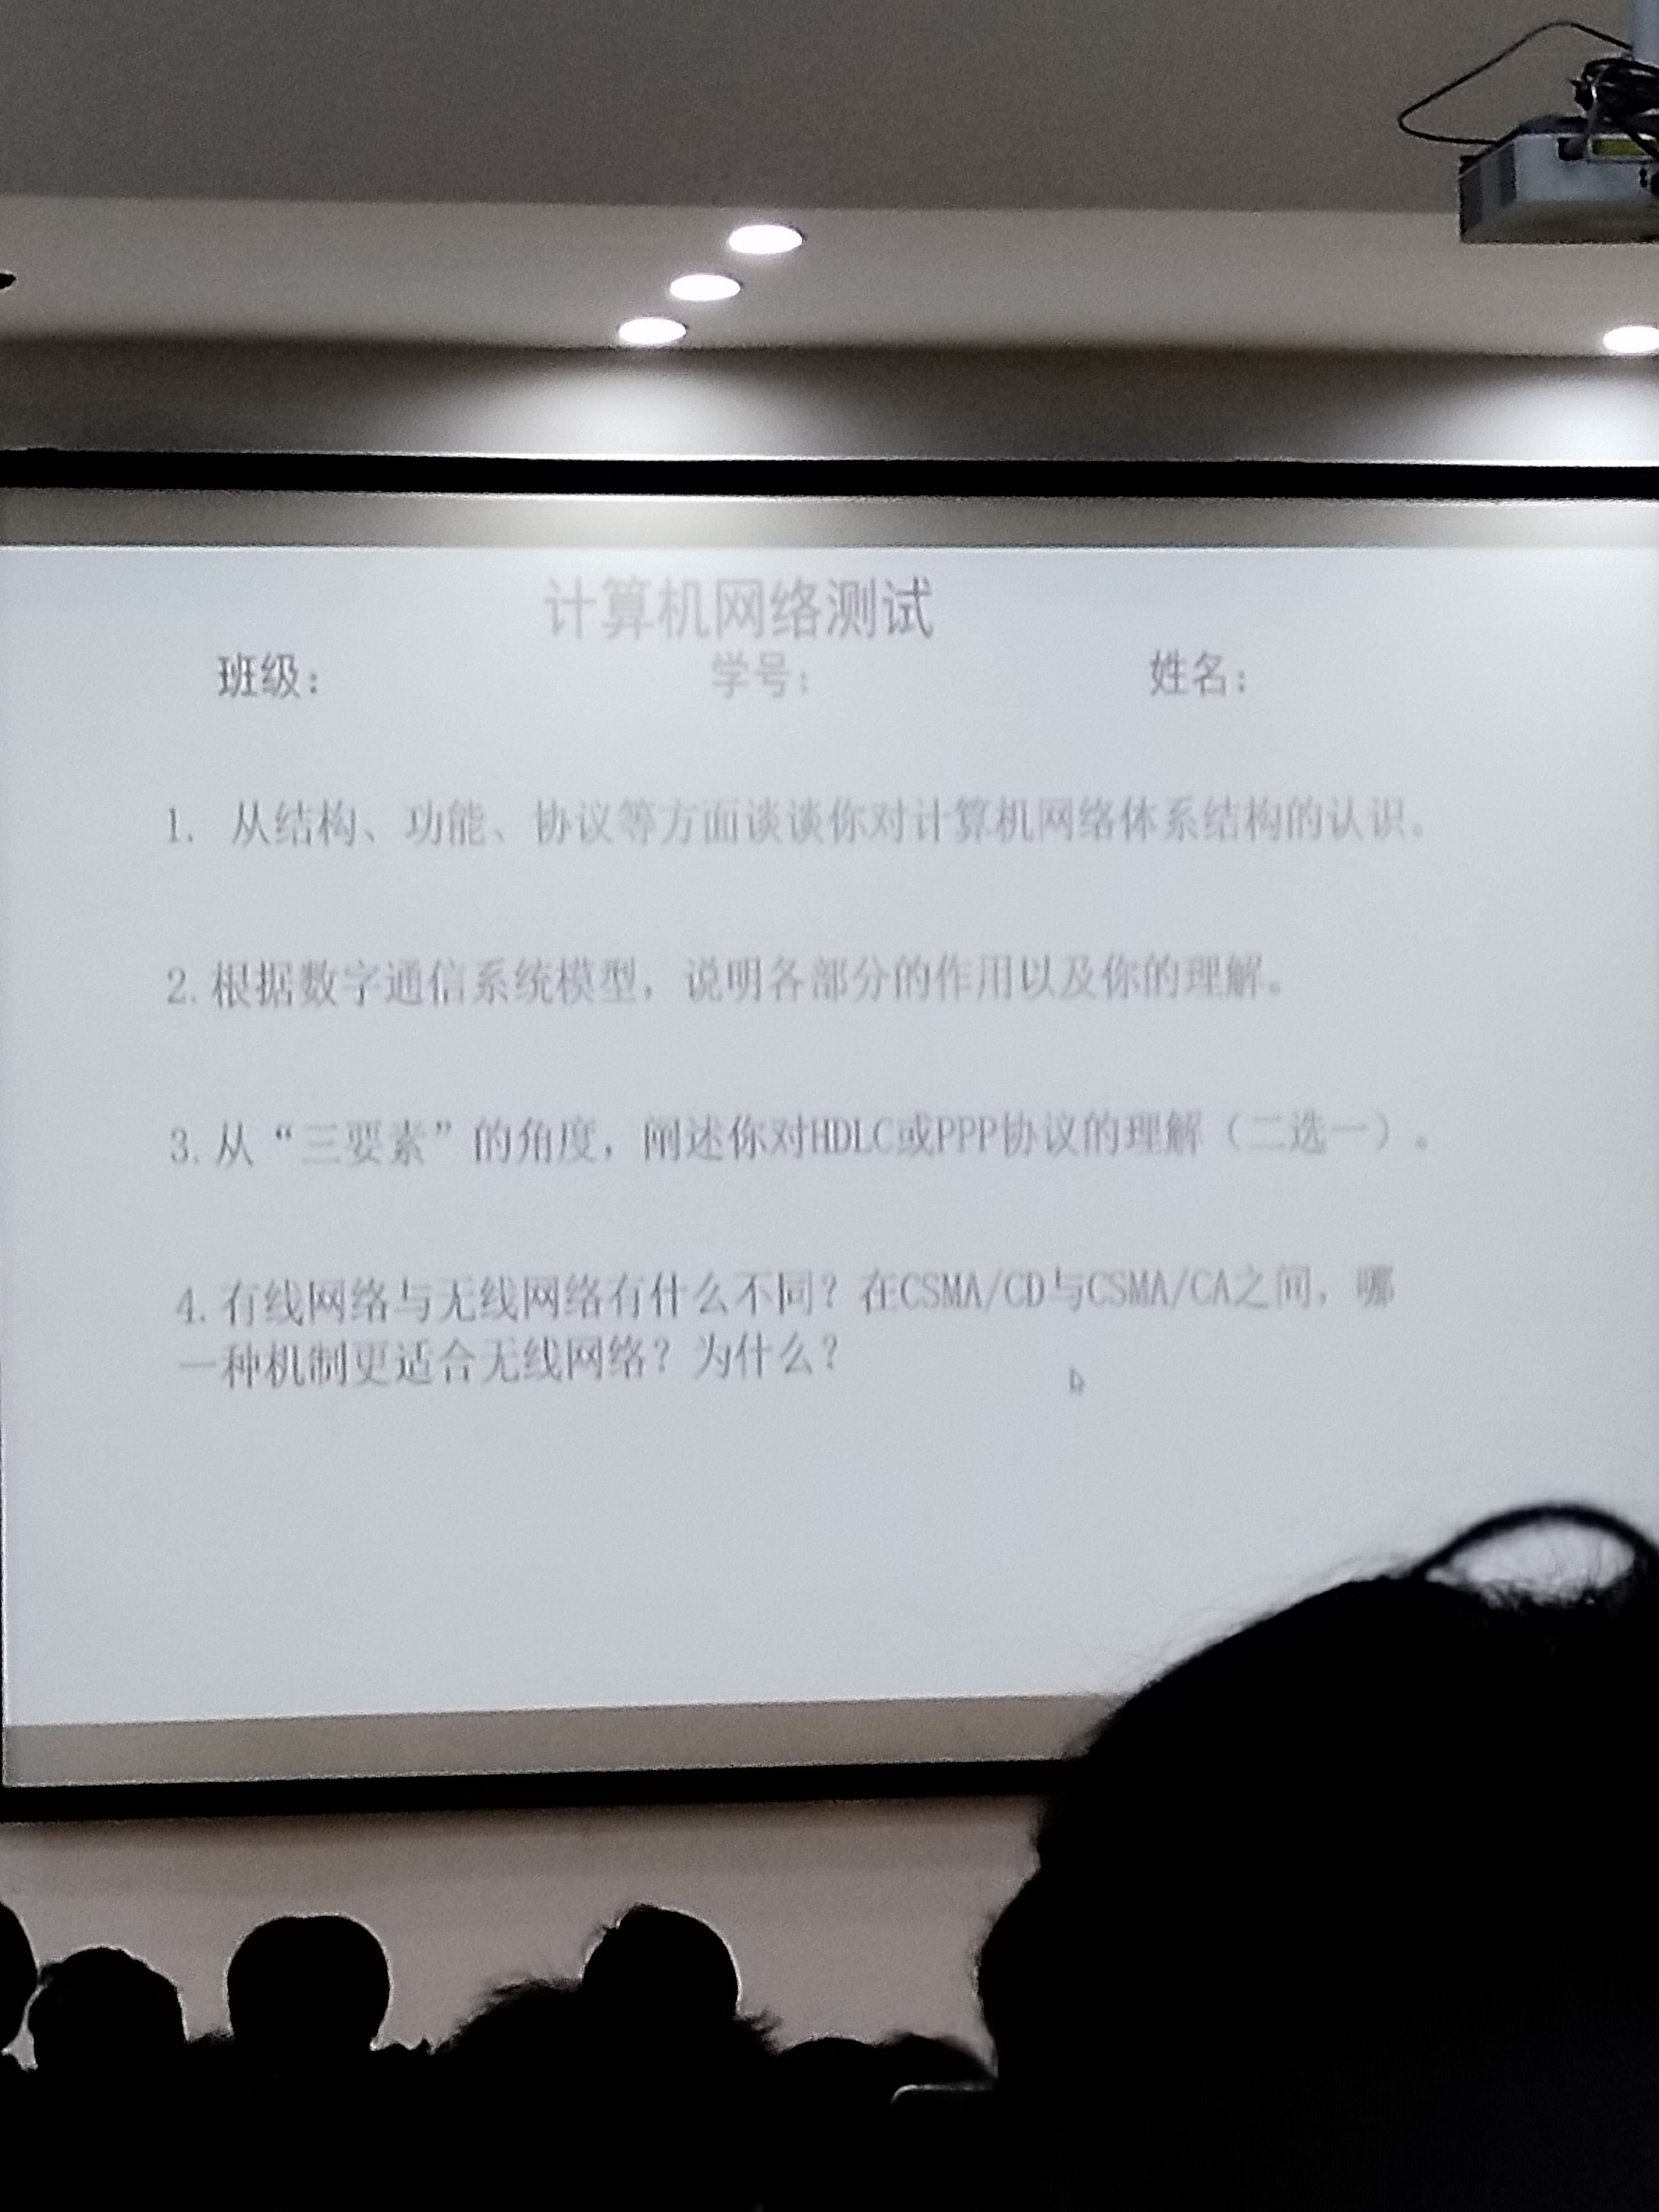 计算机网络测试
班级： 学号： 姓名：
1. 从结构、功能、协议等方面谈谈你对计算机网络体系结构的认识。
2. 根据数字通信系统模型，说明各部分的作用以及你的理解。
3. 从“三要素”的角度，阐述你对HDLC或PPP协议的理解（二选一）。
4. 有线网络与无线网络有什么不同？在CSMA/CD与CSMA/CA之间，哪
一种机制更适合无线网络？为什么？